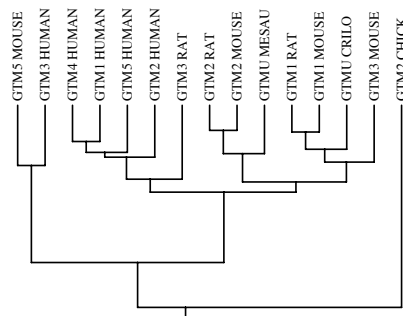 GTM5 MOUSE
GTM3 HUMAN
GTM4 HUMAN
GTM1 HUMAN
GTM5 HUMAN
GTM2 HUMAN
GTM3 RAT
GTM2 RAT
GTM2 MOUSE
GTMU MESAU
GTM1 RAT
GTM1 MOUSE
GTMU CRILO
GTM3 MOUSE
GTM2 CHICK